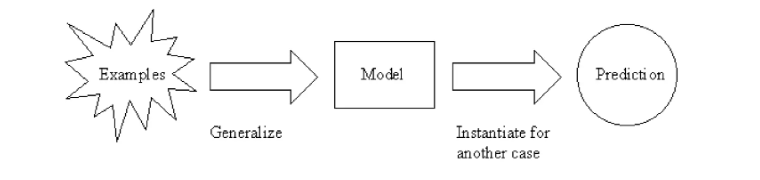 Examples
Model
Prediction
Generalize
Instantiate for
another case